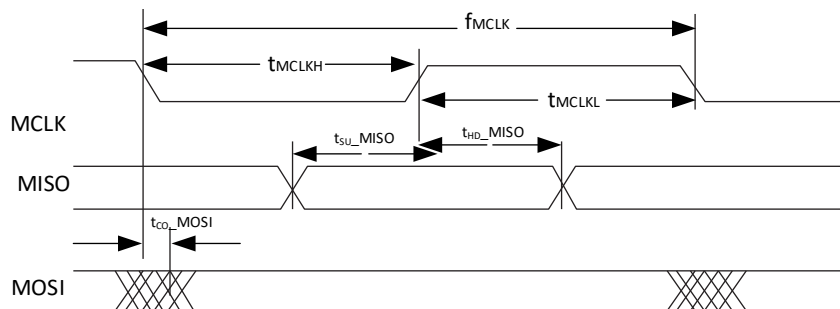 fMCLK
tMCLKH
tMCLKL
MCLK
tSU_MISO
tHD_MISO
MISO
tCO_MOSI
MOSI